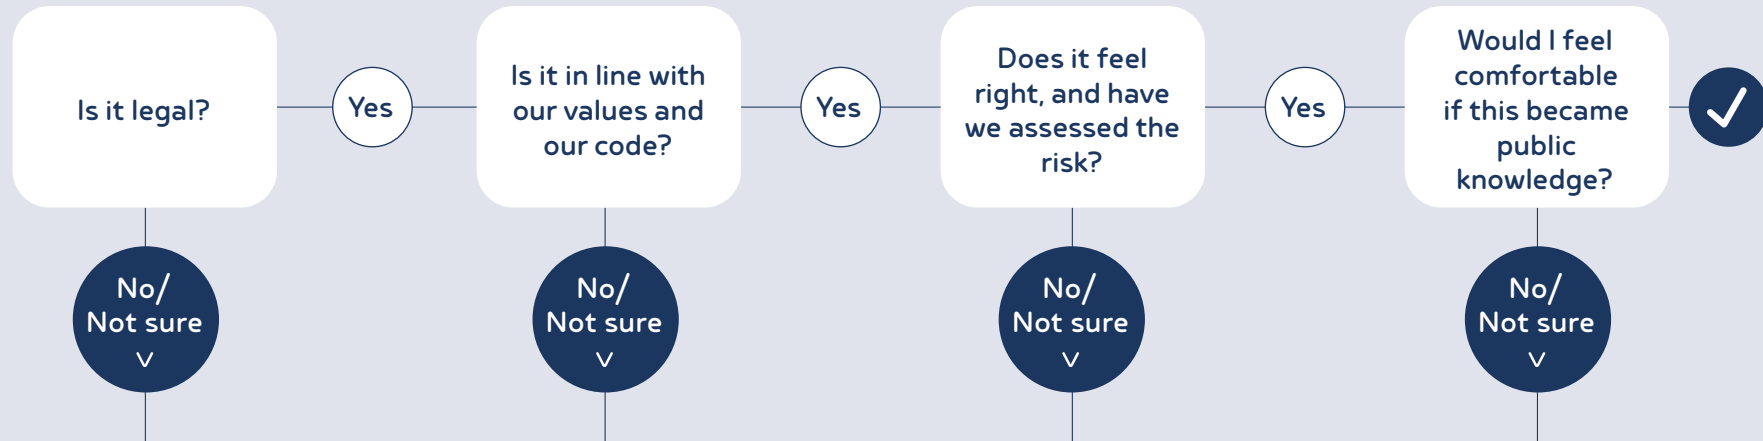 Is it legal?
Yes
Is it in line with
our values and
our code?
Yes
Does it feel
right, and have
we assessed the
risk?
Yes
Would I feel
comfortable
if this became
public
knowledge?
No/
Not sure
No/
Not sure
No/
Not sure
No/
Not sure